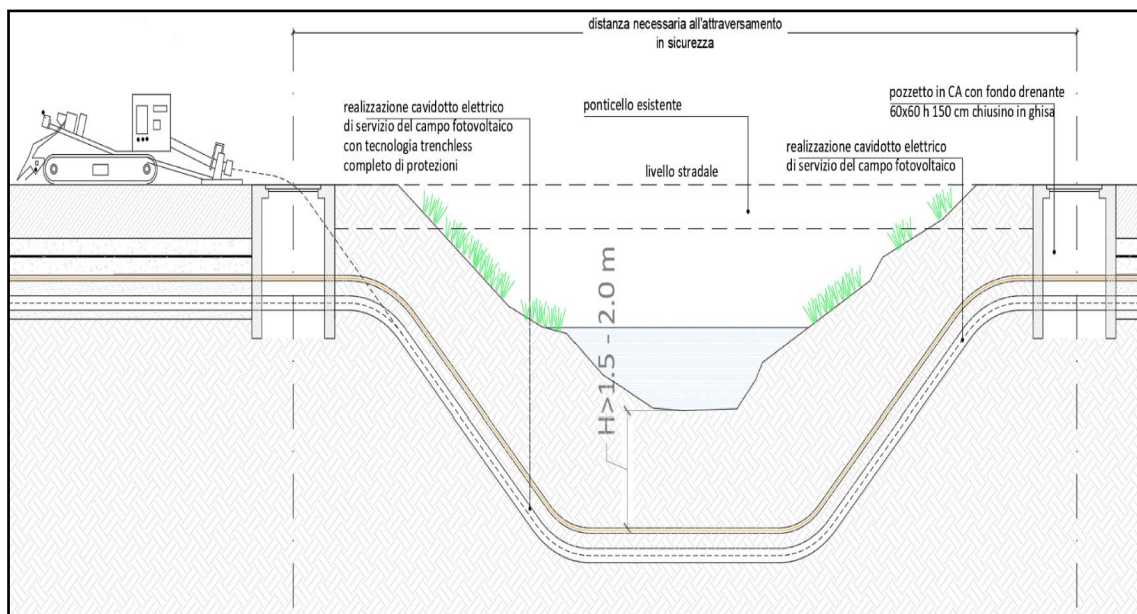 distanza necessaria all'attraversamento
in sicurezza
realizzazione cavidotto elettrico
di servizio del campo fotovoltaico
con tecnologia trenchless
completo di protezioni
ponticello esistente
livello stradale
pozzetto in CA con fondo drenante
60x60 h 150 cm chiusino in ghisa
realizzazione cavidotto elettrico
di servizio del campo fotovoltaico
H>1.5 - 2.0 m